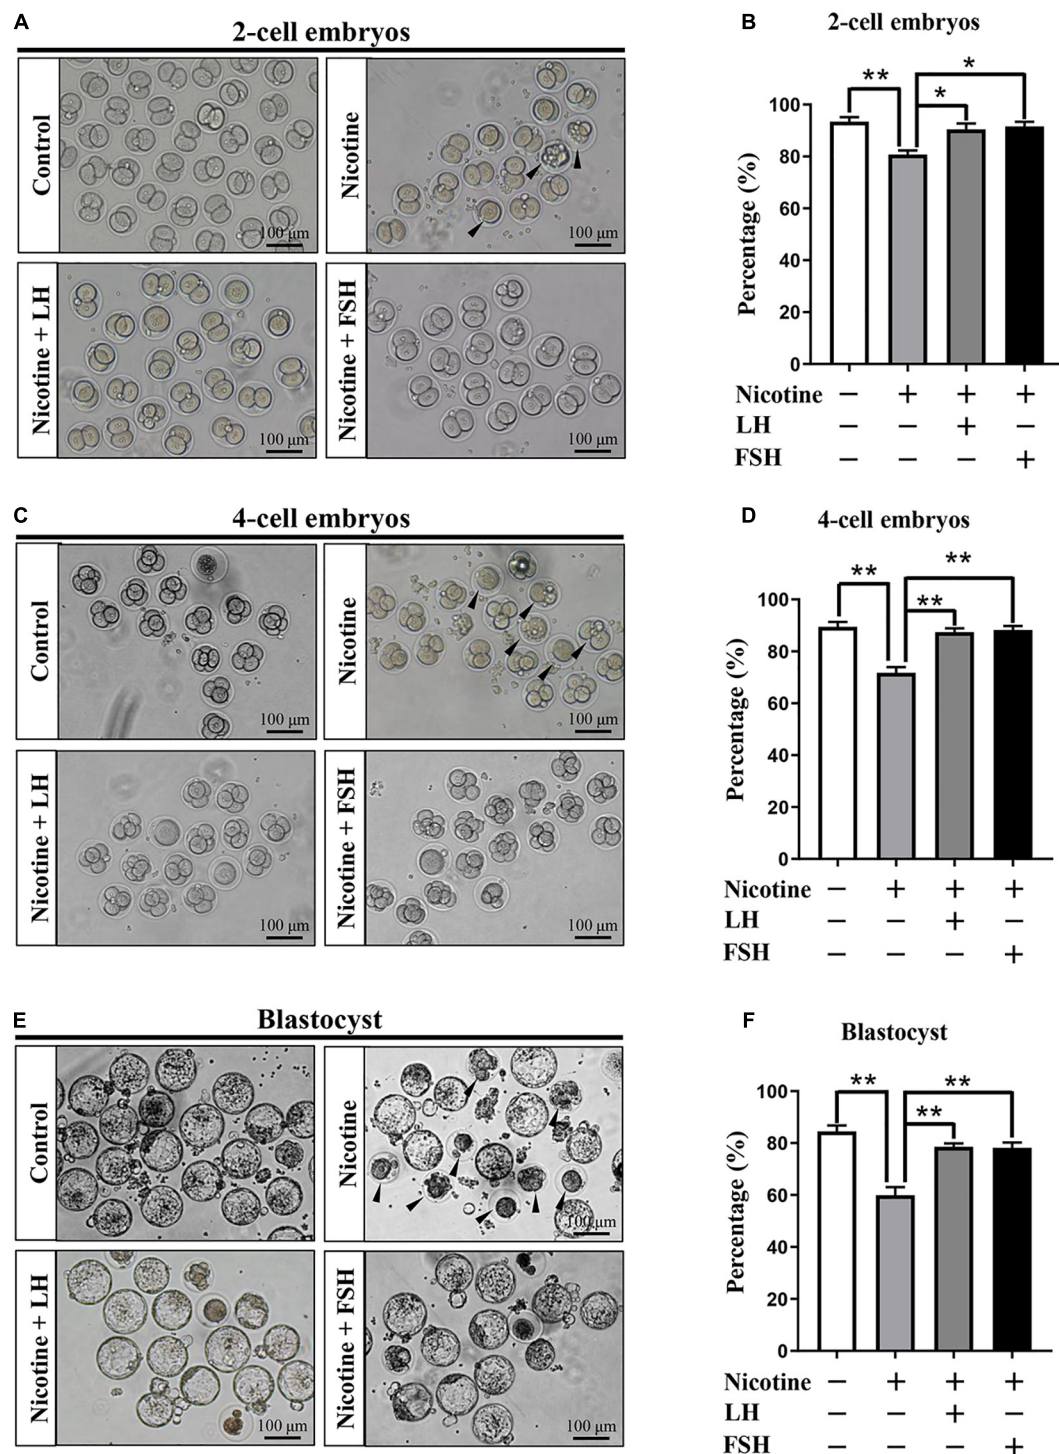 A
2-cell embryos
Control
100 μm
Nicotine
100 μm
Nicotine + LH
100 μm
Nicotine + FSH
100 μm
B
2-cell embryos
** * *
Percentage (%)
100
80
60
40
20
0
Nicotine − + + +
LH − − + −
FSH − − − +
C
4-cell embryos
Control
100 μm
Nicotine
100 μm
Nicotine + LH
100 μm
Nicotine + FSH
100 μm
D
4-cell embryos
** ** **
Percentage (%)
100
80
60
40
20
0
Nicotine − + + +
LH − − + −
FSH − − − +
E
Blastocyst
Control
100 μm
Nicotine
100 μm
Nicotine + LH
100 μm
Nicotine + FSH
100 μm
F
Blastocyst
** ** **
Percentage (%)
100
80
60
40
20
0
Nicotine − + + +
LH − − + −
FSH − − − +